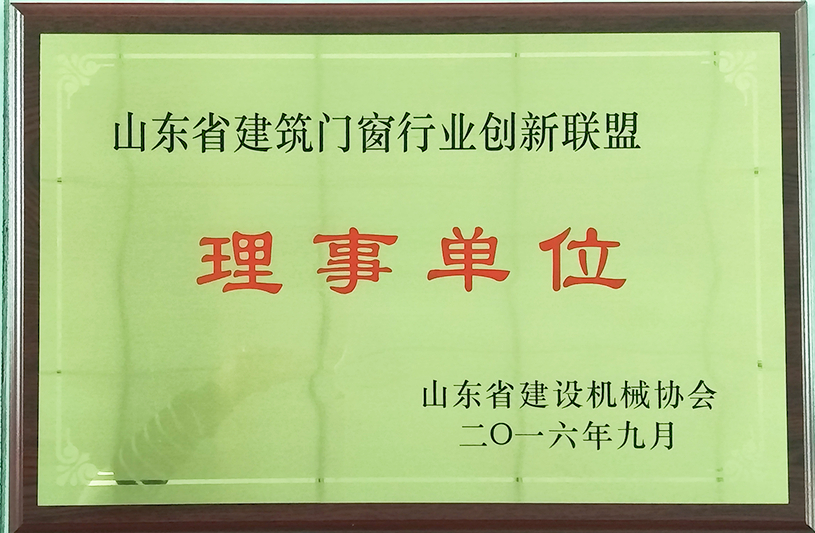 山东省建筑门窗行业创新联盟
理事单位
山东省建设机械协会
二〇一六年九月